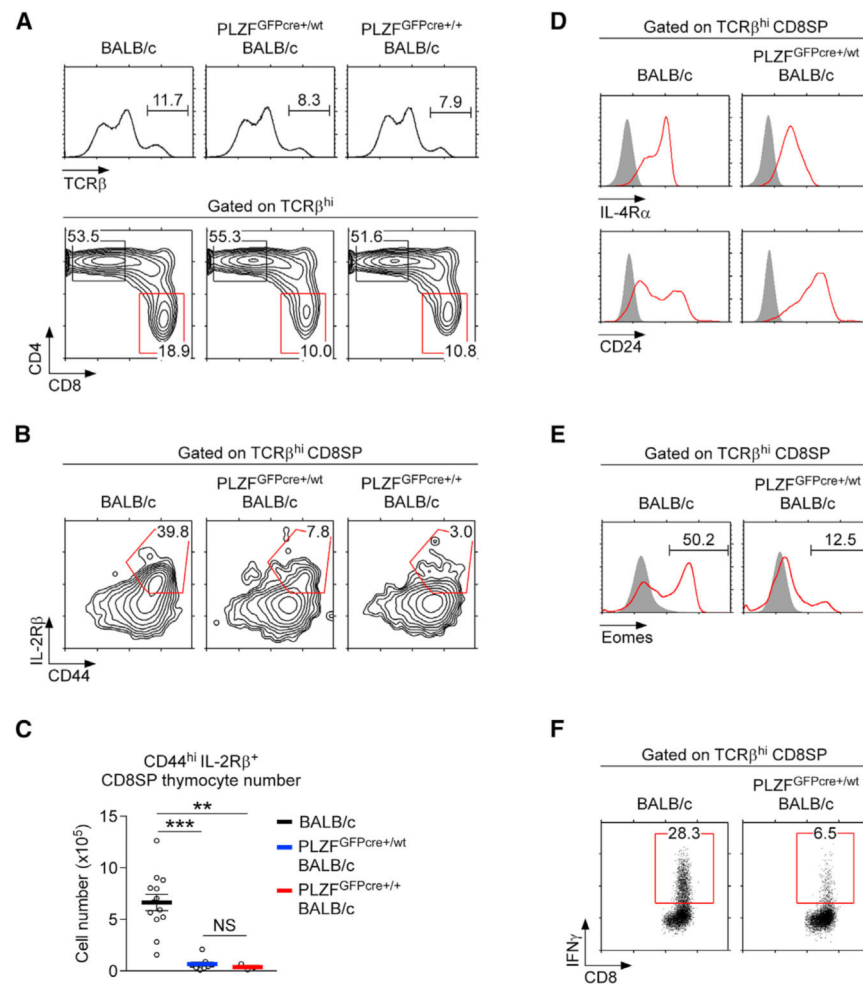 A
BALB/c
PLZF^GFPcre+/wt
BALB/c
PLZF^GFPcre+/+
BALB/c
11.7
8.3
7.9
TCRβ
Gated on TCRβ^hi
53.5
55.3
51.6
18.9
10.0
10.8
CD4
CD8
B
Gated on TCRβ^hi CD8SP
BALB/c
PLZF^GFPcre+/wt
BALB/c
PLZF^GFPcre+/+
BALB/c
39.8
7.8
3.0
IL-2Rβ
CD44
C
CD44^hi IL-2Rβ^+
CD8SP thymocyte number
15
10
5
0
Cell number (x10^5)
**
***
NS
BALB/c
PLZF^GFPcre+/wt
BALB/c
PLZF^GFPcre+/+
BALB/c
D
Gated on TCRβ^hi CD8SP
BALB/c
PLZF^GFPcre+/wt
BALB/c
IL-4Rα
CD24
E
Gated on TCRβ^hi CD8SP
BALB/c
PLZF^GFPcre+/wt
BALB/c
50.2
12.5
Eomes
F
Gated on TCRβ^hi CD8SP
BALB/c
PLZF^GFPcre+/wt
BALB/c
28.3
6.5
IFNγ
CD8